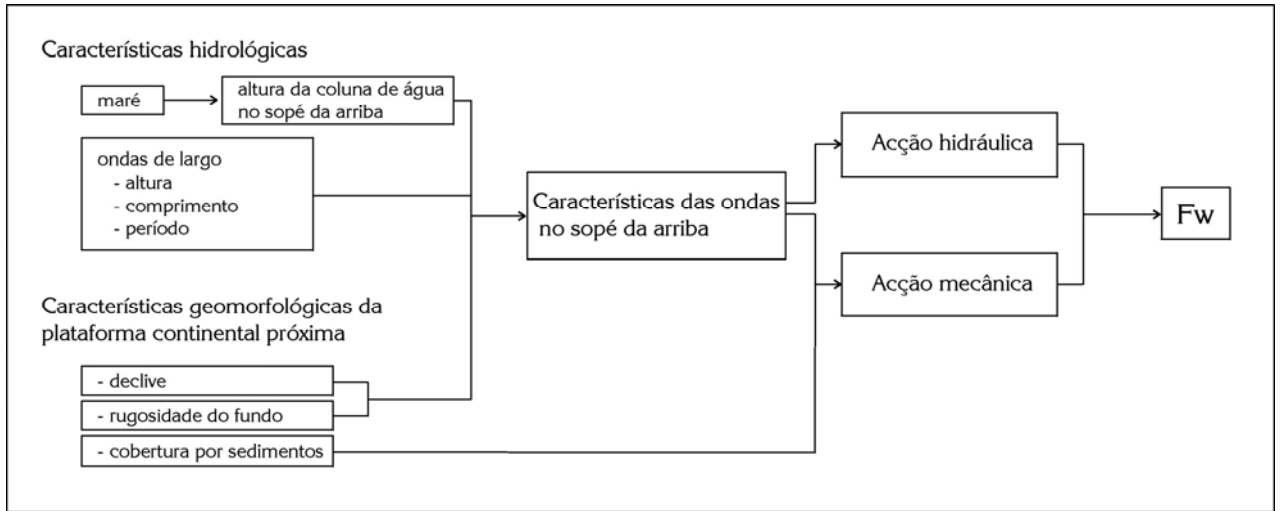 Características hidrológicas
maré
altura da coluna de água
no sopé da arriba
ondas de largo
- altura
- comprimento
- período
Características geomorfológicas da
plataforma continental próxima
- declive
- rugosidade do fundo
- cobertura por sedimentos
Características das ondas
no sopé da arriba
Acção hidráulica
Acção mecânica
Fw